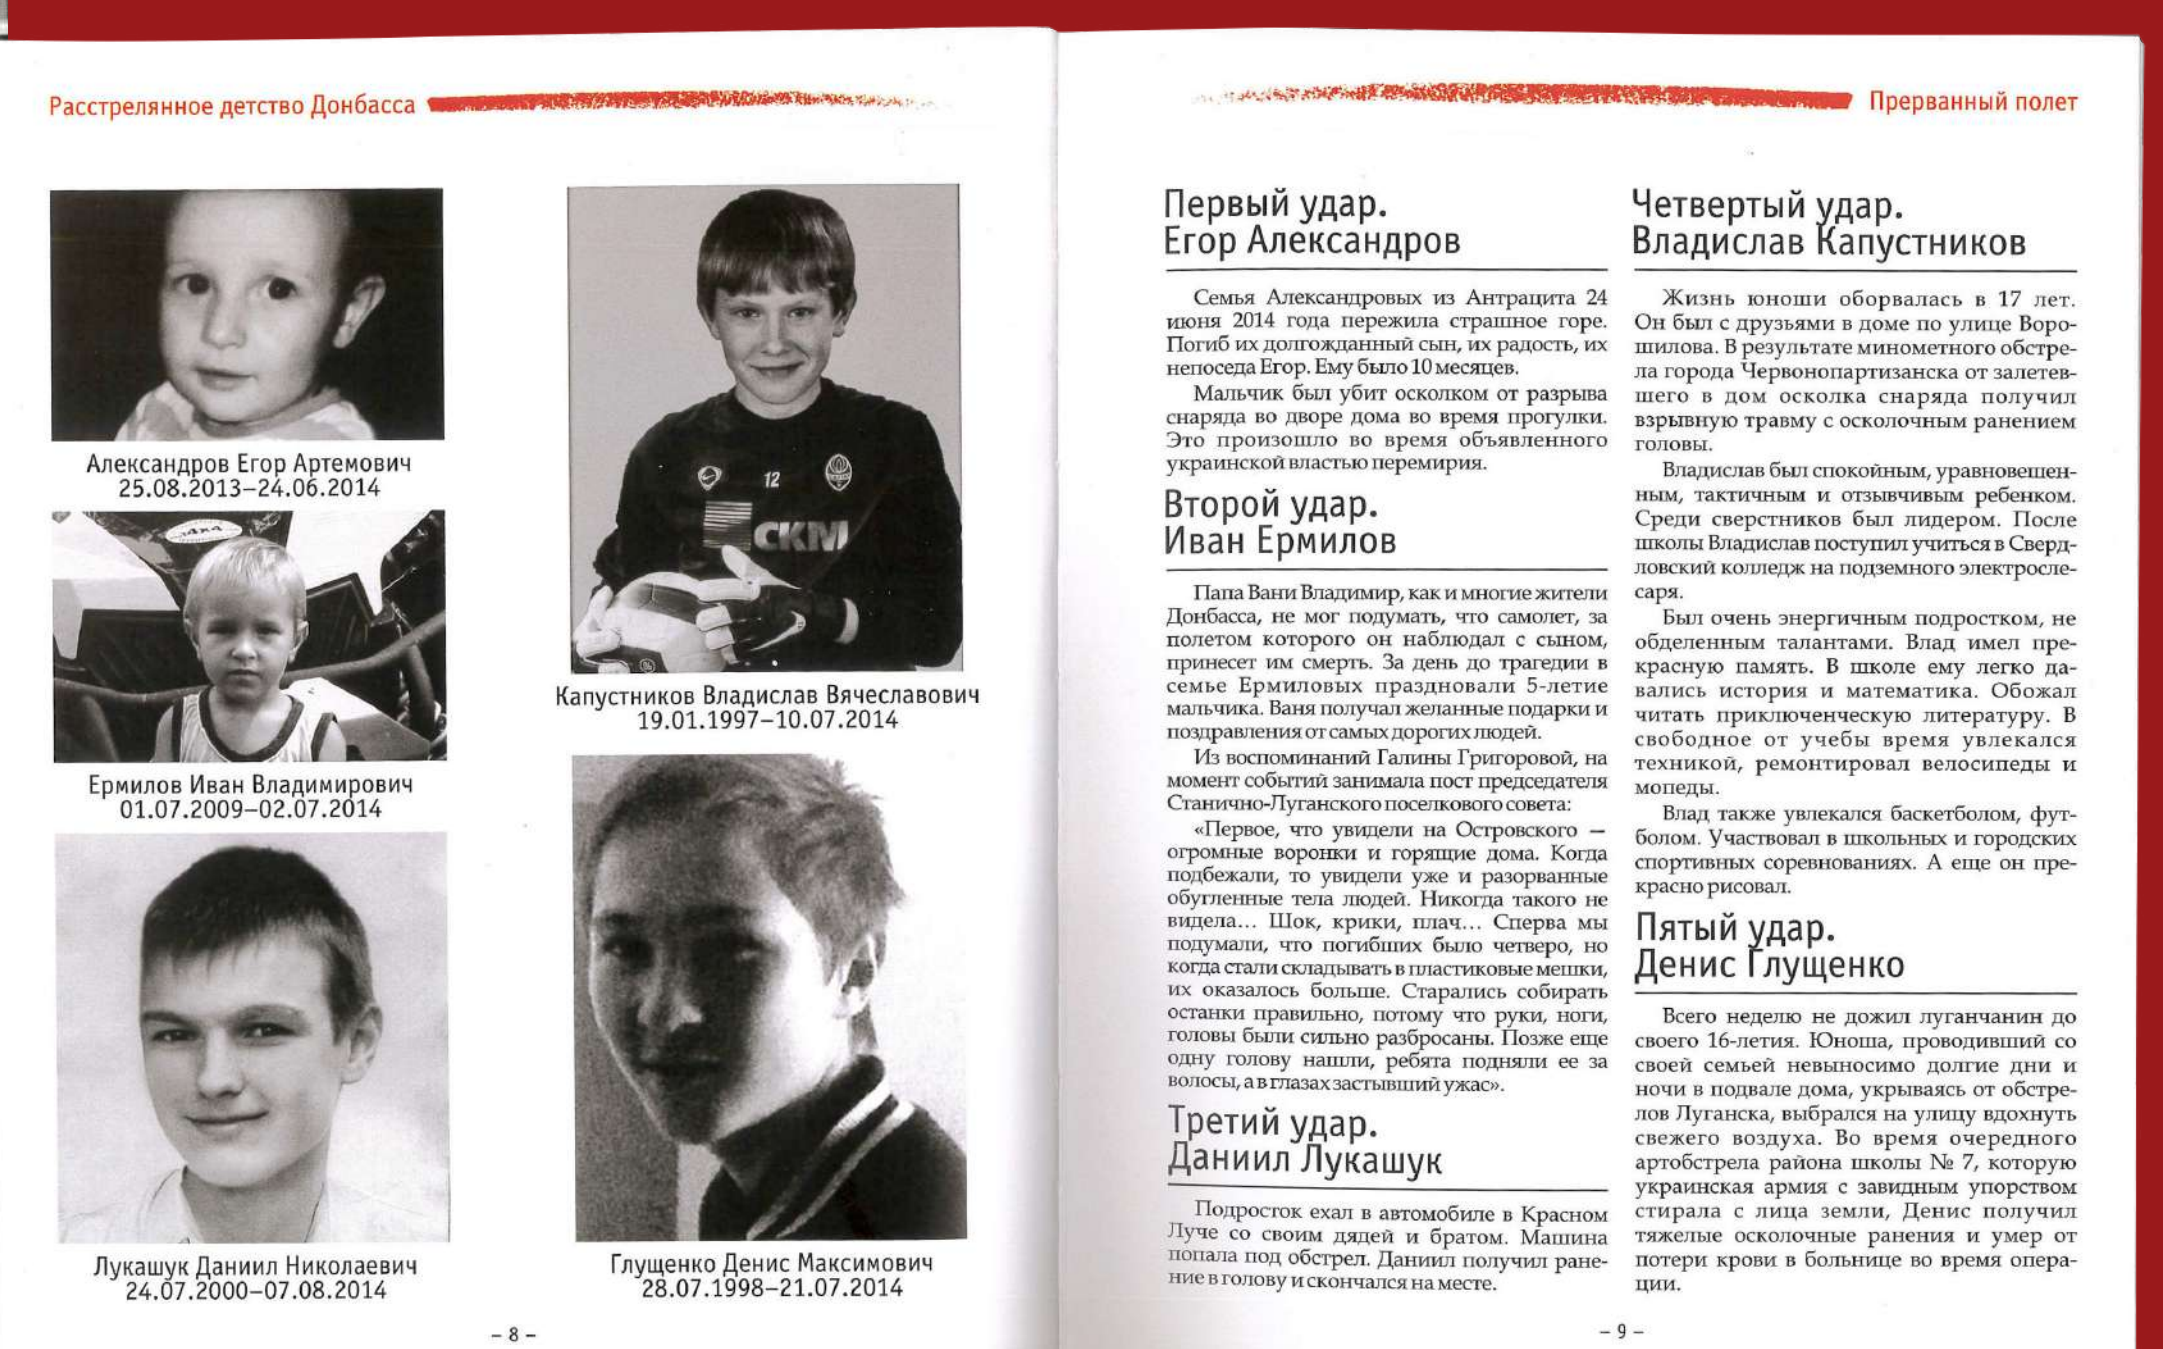 Расстрелянное детство Донбасса
Александров Егор Артемович
25.08.2013–24.06.2014
4x4
Ермилов Иван Владимирович
01.07.2009–02.07.2014
Лукашук Даниил Николаевич
24.07.2000–07.08.2014
12
СКМ
Капустников Владислав Вячеславович
19.01.1997–10.07.2014
Глущенко Денис Максимович
28.07.1998–21.07.2014
– 8 –
Прерванный полет
Первый удар.
Егор Александров
Семья Александровых из Антрацита 24
июня 2014 года пережила страшное горе.
Погиб их долгожданный сын, их радость, их
непоседа Егор. Ему было 10 месяцев.
Мальчик был убит осколком от разрыва
снаряда во дворе дома во время прогулки.
Это произошло во время объявленного
украинской властью перемирия.
Второй удар.
Иван Ермилов
Папа Вани Владимир, как и многие жители
Донбасса, не мог подумать, что самолет, за
полетом которого он наблюдал с сыном,
принесет им смерть. За день до трагедии в
семье Ермиловых праздновали 5-летие
мальчика. Ваня получал желанные подарки и
поздравления от самых дорогих людей.
Из воспоминаний Галины Григоровой, на
момент событий занимала пост председателя
Станично-Луганского поселкового совета:
«Первое, что увидели на Островского —
огромные воронки и горящие дома. Когда
подбежали, то увидели уже и разорванные
обугленные тела людей. Никогда такого не
видела... Шок, крики, плач... Сперва мы
подумали, что погибших было четверо, но
когда стали складывать в пластиковые мешки,
их оказалось больше. Старались собирать
останки правильно, потому что руки, ноги,
головы были сильно разбросаны. Позже еще
одну голову нашли, ребята подняли ее за
волосы, а в глазах застывший ужас».
Третий удар.
Даниил Лукашук
Подросток ехал в автомобиле в Красном
Луче со своим дядей и братом. Машина
попала под обстрел. Даниил получил ране-
ние в голову и скончался на месте.
Четвертый удар.
Владислав Капустников
Жизнь юноши оборвалась в 17 лет.
Он был с друзьями в доме по улице Воро-
шилова. В результате минометного обстре-
ла города Червонопартизанска от залетев-
шего в дом осколка снаряда получил
взрывную травму с осколочным ранением
головы.
Владислав был спокойным, уравновешен-
ным, тактичным и отзывчивым ребенком.
Среди сверстников был лидером. После
школы Владислав поступил учиться в Сверд-
ловский колледж на подземного электросле-
саря.
Был очень энергичным подростком, не
обделенным талантами. Влад имел пре-
красную память. В школе ему легко да-
вались история и математика. Обожал
читать приключенческую литературу. В
свободное от учебы время увлекался
техникой, ремонтировал велосипеды и
мопеды.
Влад также увлекался баскетболом, фут-
болом. Участвовал в школьных и городских
спортивных соревнованиях. А еще он пре-
красно рисовал.
Пятый удар.
Денис Глущенко
Всего неделю не дожил луганчанин до
своего 16-летия. Юноша, проводивший со
своей семьей невыносимо долгие дни и
ночи в подвале дома, укрываясь от обстре-
лов Луганска, выбрался на улицу вдохнуть
свежего воздуха. Во время очередного
артобстрела района школы № 7, которую
украинская армия с завидным упорством
стирала с лица земли, Денис получил
тяжелые осколочные ранения и умер от
потери крови в больнице во время опера-
ции.
– 9 –